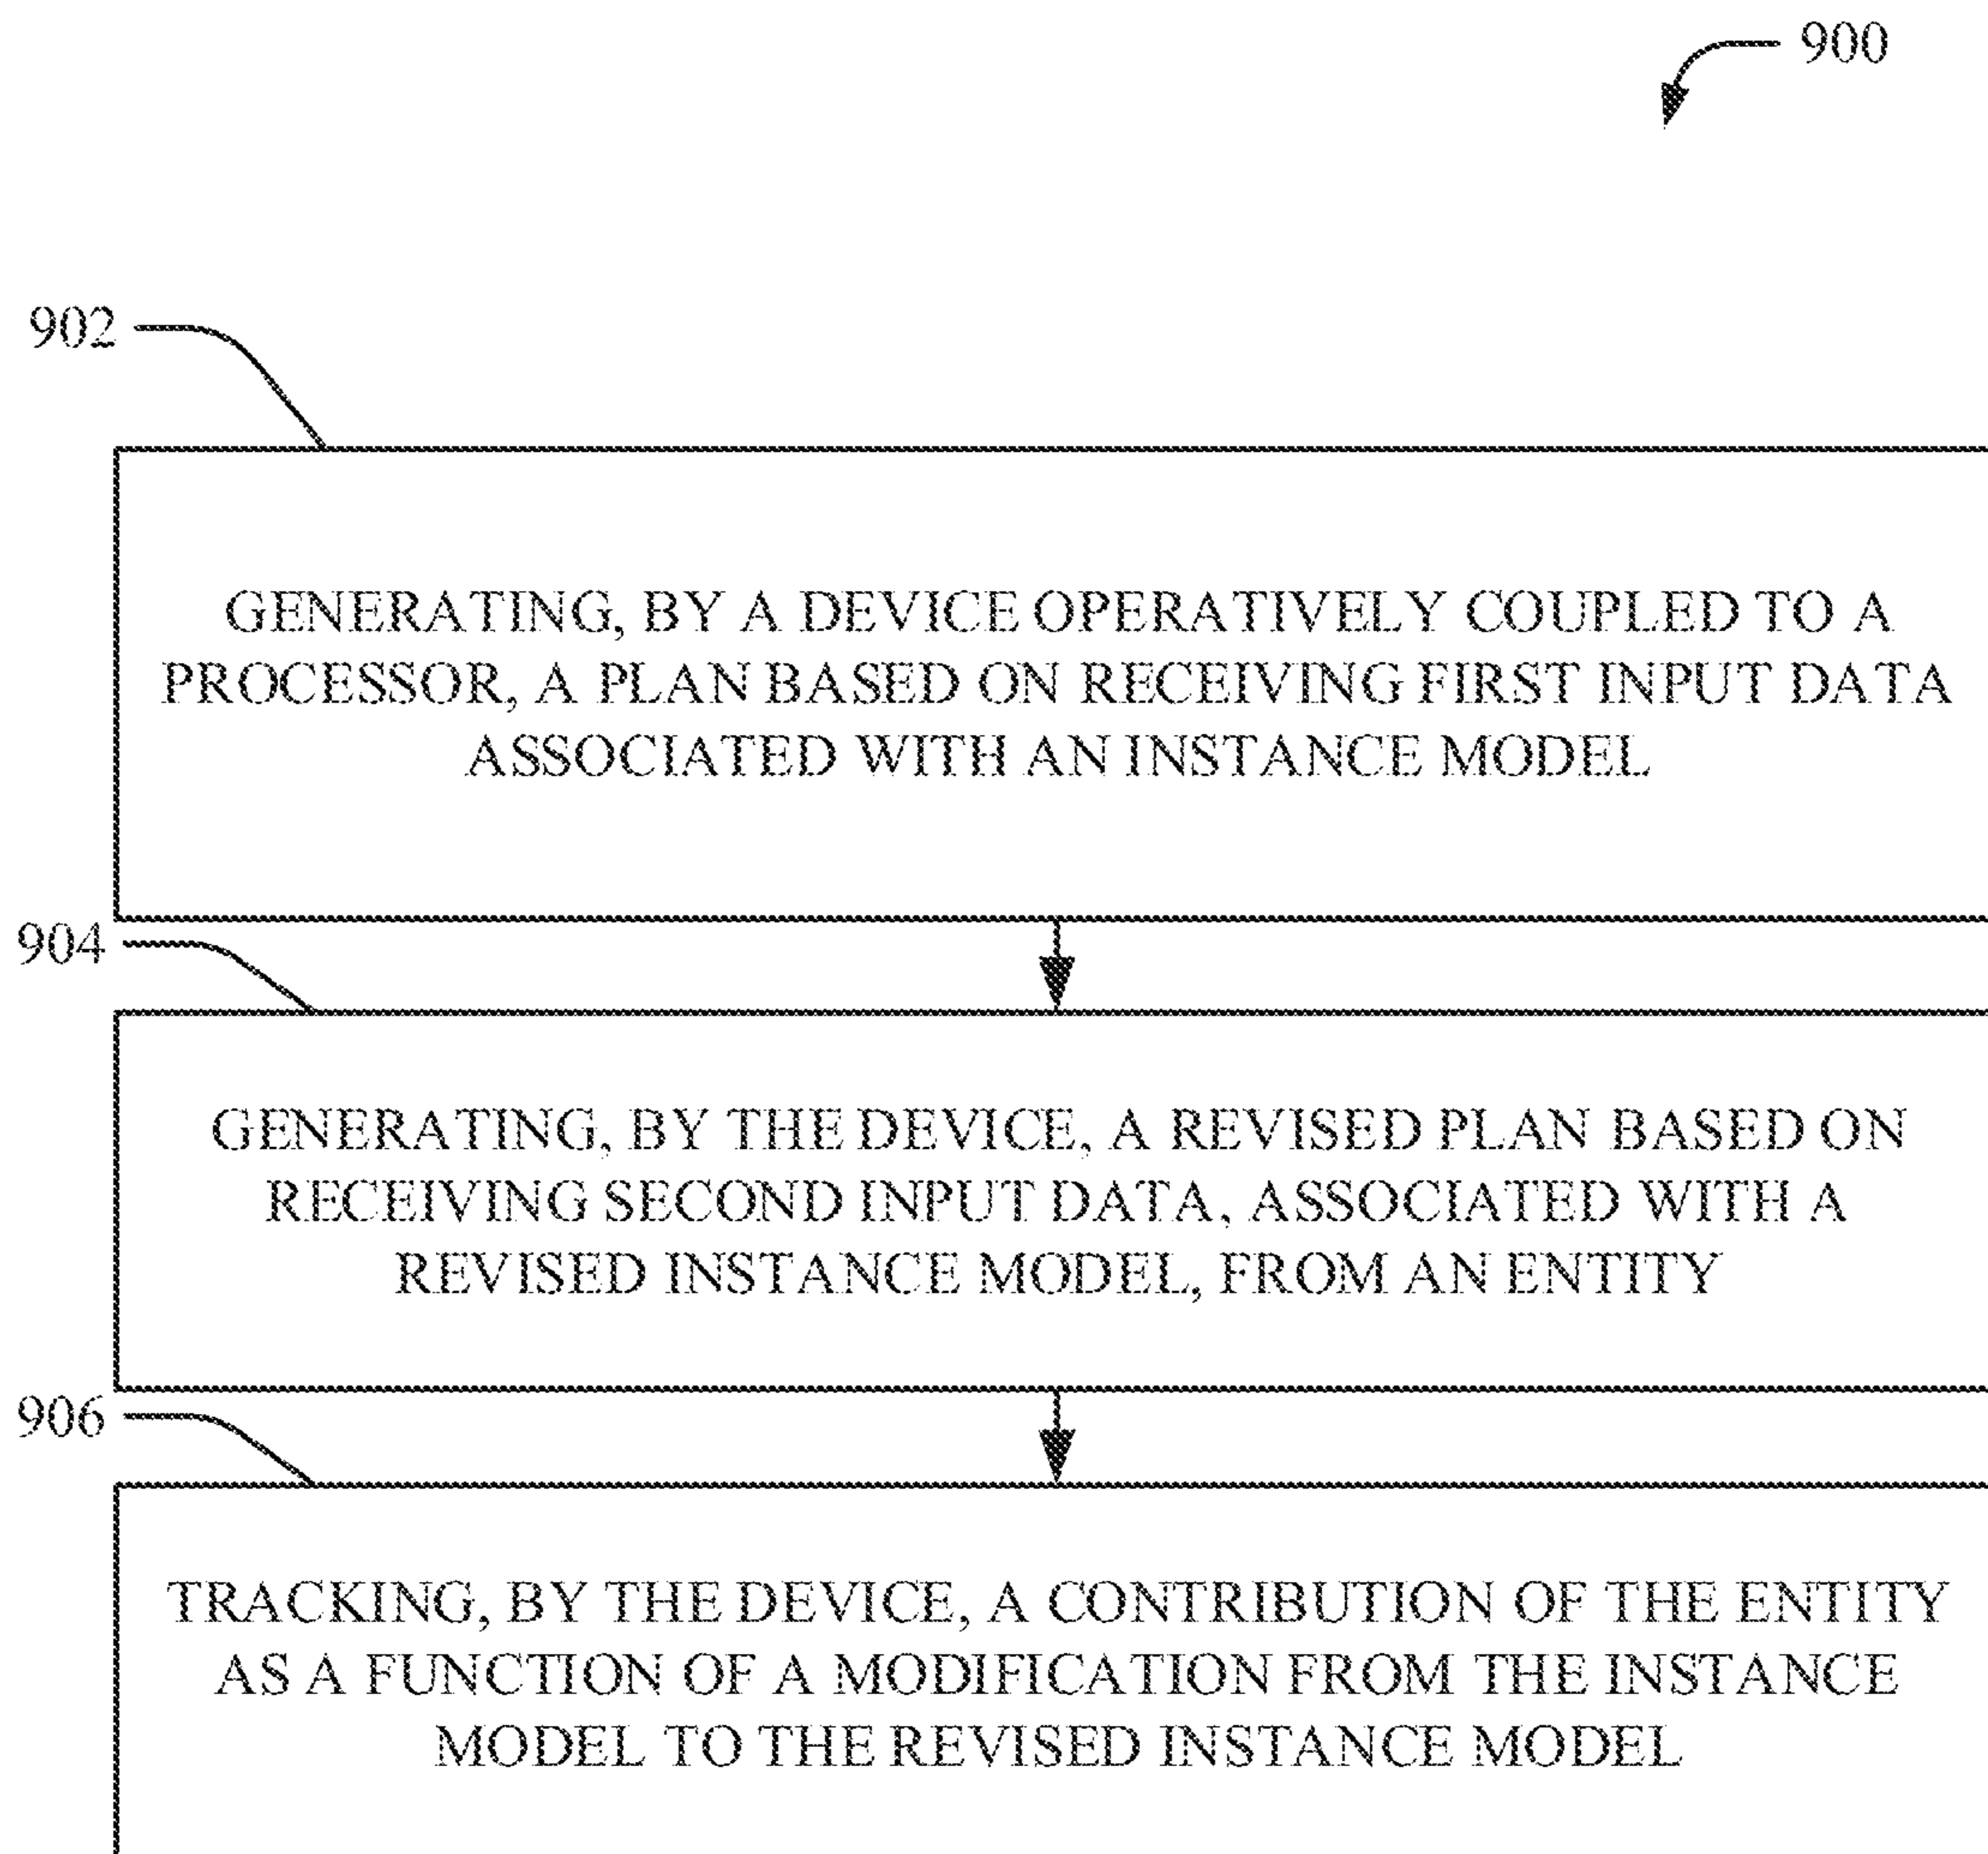 900
902
GENERATING, BY A DEVICE OPERATIVELY COUPLED TO A
PROCESSOR, A PLAN BASED ON RECEIVING FIRST INPUT DATA
ASSOCIATED WITH AN INSTANCE MODEL
904
GENERATING, BY THE DEVICE, A REVISED PLAN BASED ON
RECEIVING SECOND INPUT DATA, ASSOCIATED WITH A
REVISED INSTANCE MODEL, FROM AN ENTITY
906
TRACKING, BY THE DEVICE, A CONTRIBUTION OF THE ENTITY
AS A FUNCTION OF A MODIFICATION FROM THE INSTANCE
MODEL TO THE REVISED INSTANCE MODEL